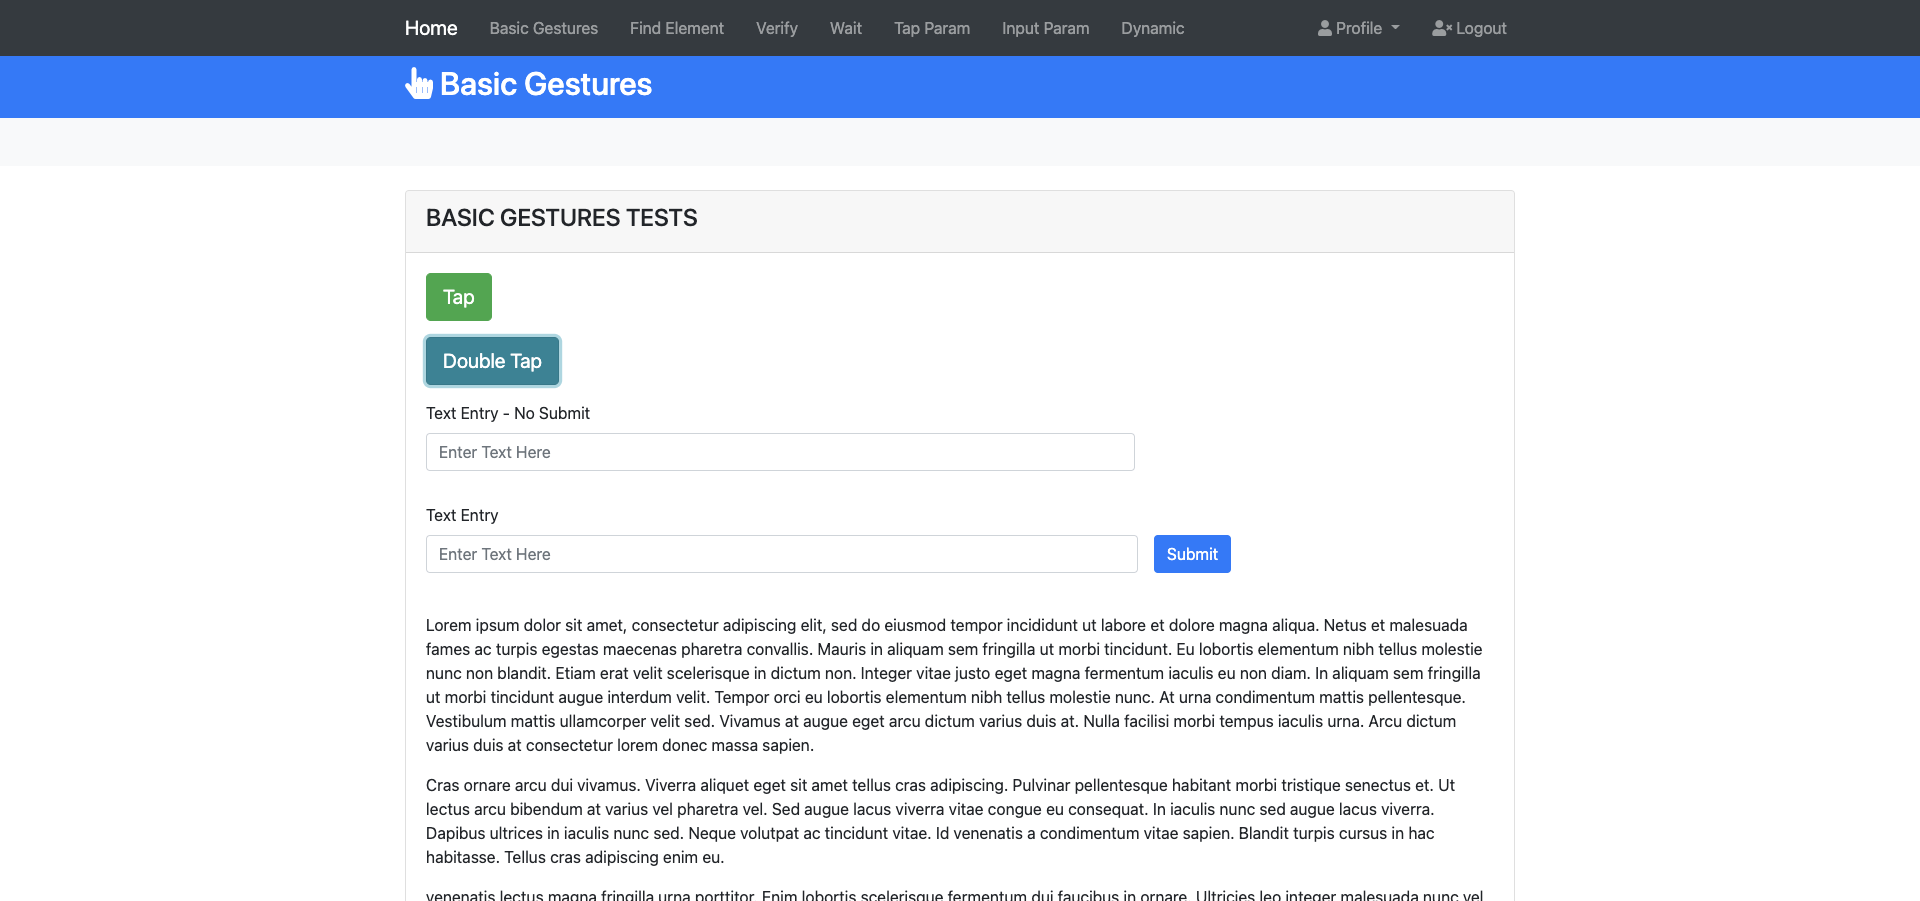 Home Basic Gestures Find Element Verify Wait Tap Param Input Param Dynamic Profile Logout
Basic Gestures
BASIC GESTURES TESTS
Tap
Double Tap
Text Entry - No Submit
Enter Text Here
Text Entry
Enter Text Here Submit
Lorem ipsum dolor sit amet, consectetur adipiscing elit, sed do eiusmod tempor incididunt ut labore et dolore magna aliqua. Netus et malesuada
fames ac turpis egestas maecenas pharetra convallis. Mauris in aliquam sem fringilla ut morbi tincidunt. Eu lobortis elementum nibh tellus molestie
nunc non blandit. Etiam erat velit scelerisque in dictum non. Integer vitae justo eget magna fermentum iaculis eu non diam. In aliquam sem fringilla
ut morbi tincidunt augue interdum velit. Tempor orci eu lobortis elementum nibh tellus molestie nunc. At urna condimentum mattis pellentesque.
Vestibulum mattis ullamcorper velit sed. Vivamus at augue eget arcu dictum varius duis at. Nulla facilisi morbi tempus iaculis urna. Arcu dictum
varius duis at consectetur lorem donec massa sapien.
Cras ornare arcu dui vivamus. Viverra aliquet eget sit amet tellus cras adipiscing. Pulvinar pellentesque habitant morbi tristique senectus et. Ut
lectus arcu bibendum at varius vel pharetra vel. Sed augue lacus viverra vitae congue eu consequat. In iaculis nunc sed augue lacus viverra.
Dapibus ultrices in iaculis nunc sed. Neque volutpat ac tincidunt vitae. Id venenatis a condimentum vitae sapien. Blandit turpis cursus in hac
habitasse. Tellus cras adipiscing enim eu.
venenatis lectus magna fringilla urna porttitor. Enim lobortis scelerisque fermentum dui faucibus in ornare. Ultricies leo integer malesuada nunc vel